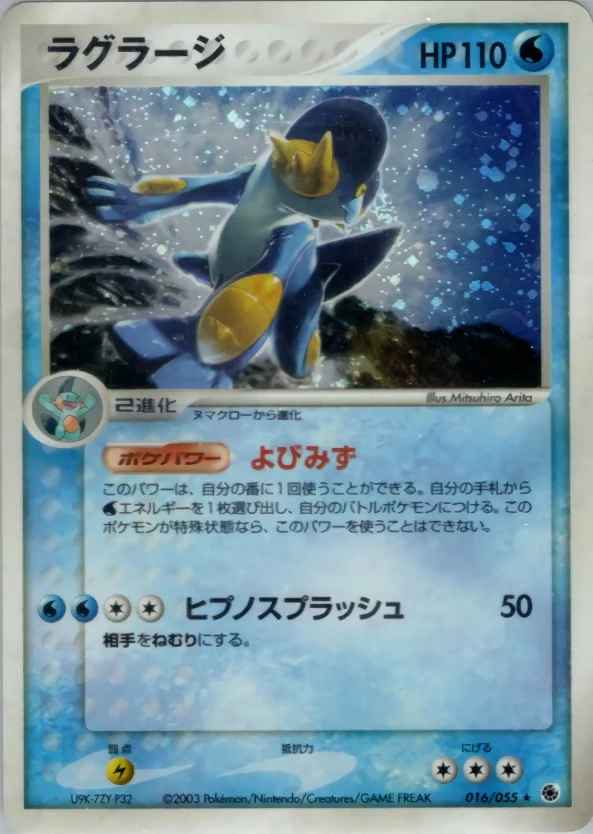 ラグラージ HP110
Illus. Mitsuhiro Arita
2進化
ヌマクローから進化
ポケパワー よびみず
このパワーは、自分の番に1回使うことができる。自分の手札から
エネルギーを1枚選び出し、自分のバトルポケモンにつける。この
ポケモンが特殊状態なら、このパワーを使うことはできない。
ヒプノスプラッシュ 50
相手をねむりにする。
弱点 抵抗力 にげる
U9K-7ZY-P32 ©2003 Pokémon/Nintendo/Creatures/GAME FREAK 016/055 ★